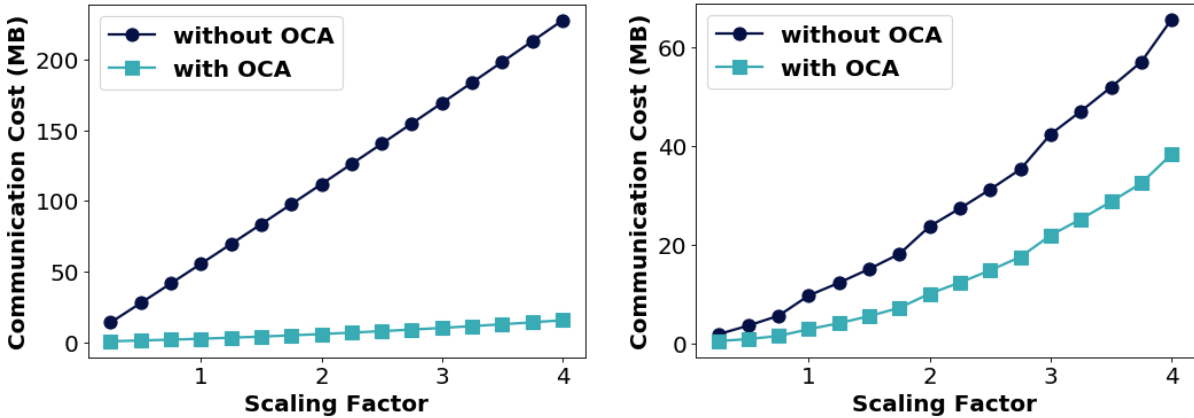 Communication Cost (MB)
200
150
100
50
0
without OCA
with OCA
1 2 3 4
Scaling Factor
Communication Cost (MB)
60
40
20
0
without OCA
with OCA
1 2 3 4
Scaling Factor